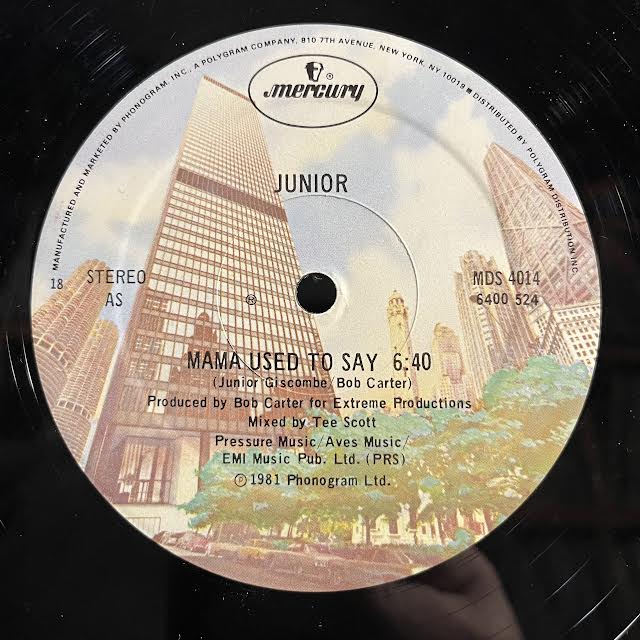 MANUFACTURED AND MARKETED BY PHONOGRAM, INC., A POLYGRAM COMPANY, 810 7TH AVENUE, NEW YORK, NY 10019 ■ DISTRIBUTED BY POLYGRAM DISTRIBUTION INC.
®
mercury
JUNIOR
18 STEREO
AS
MDS 4014
6400 524
℗
MAMA USED TO SAY 6:40
(Junior Giscombe/Bob Carter)
Produced by Bob Carter for Extreme Productions
Mixed by Tee Scott
Pressure Music/Aves Music/
EMI Music Pub. Ltd. (PRS)
℗ 1981 Phonogram Ltd.